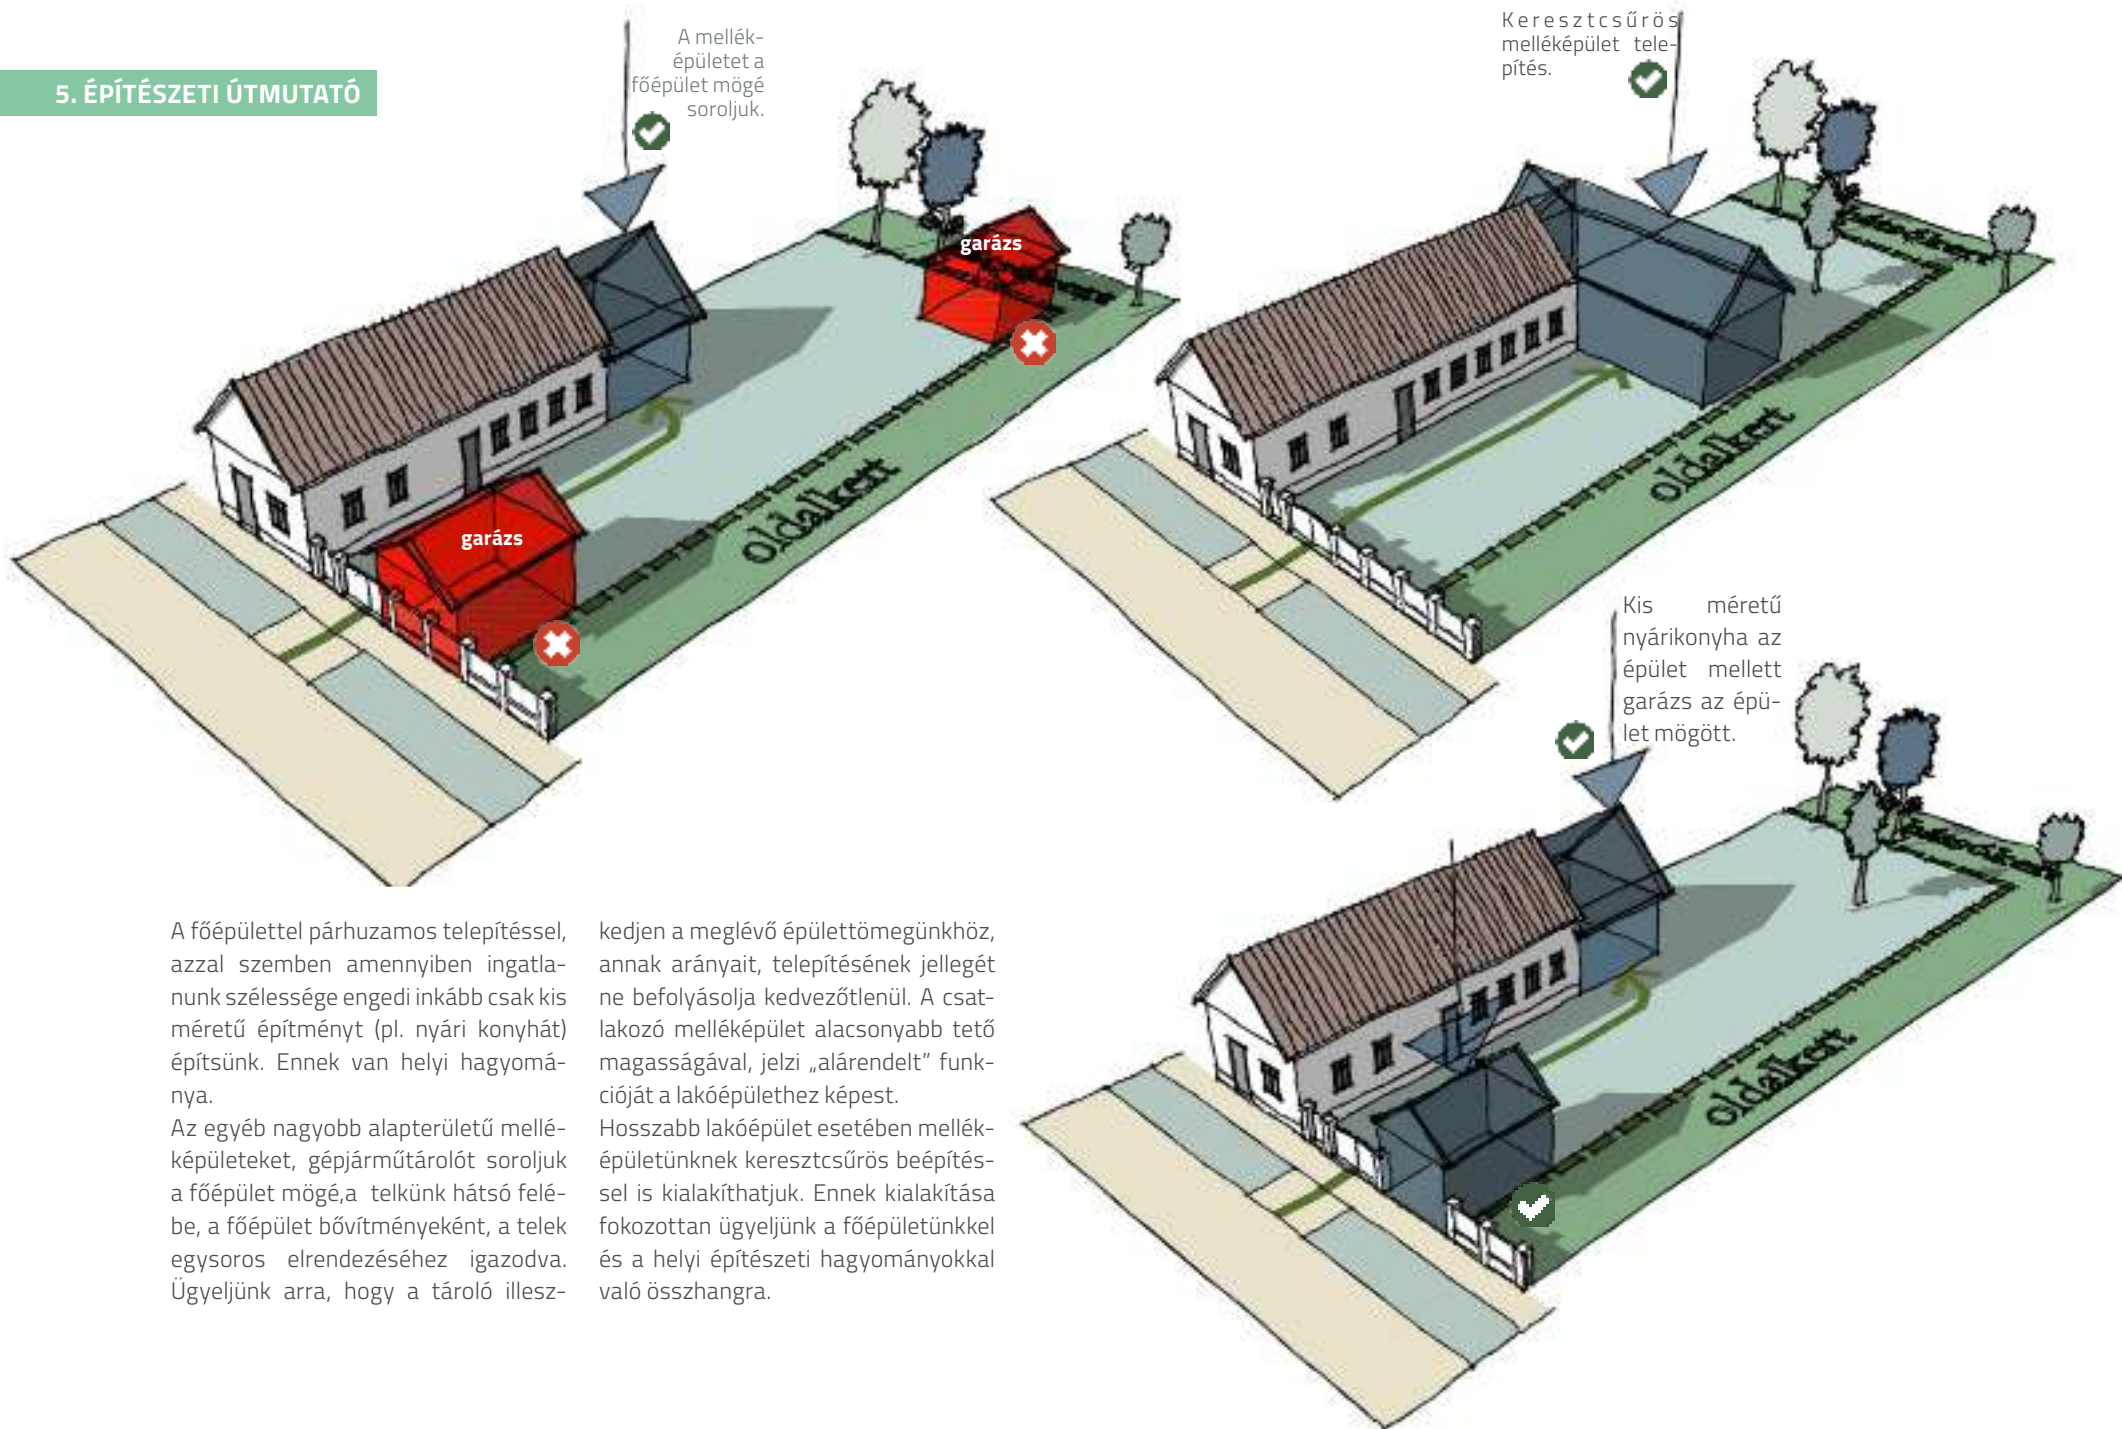 5. ÉPÍTÉSZETI ÚTMUTATÓ
A mellék-
épületet a
főépület mögé
soroljuk.
garázs
garázs
oldalkert
Keresztcsűrös
melléképület tele-
pítés.
oldalkert
Kis méretű
nyárikonyha az
épület mellett
garázs az épü-
let mögött.
oldalkert
A főépülettel párhuzamos telepítéssel,
azzal szemben amennyiben ingatla-
nunk szélessége engedi inkább csak kis
méretű építményt (pl. nyári konyhát)
építsünk. Ennek van helyi hagyomá-
nya.
Az egyéb nagyobb alapterületű mellé-
képületeket, gépjárműtárolót soroljuk
a főépület mögé,a telkünk hátsó felé-
be, a főépület bővítményeként, a telek
egysoros elrendezéséhez igazodva.
Ügyeljünk arra, hogy a tároló illesz-
kedjen a meglévő épülettömegünkhöz,
annak arányait, telepítésének jellegét
ne befolyásolja kedvezőtlenül. A csat-
lakozó melléképület alacsonyabb tető
magasságával, jelzi „alárendelt” funk-
cióját a lakóépülethez képest.
Hosszabb lakóépület esetében mellék-
épületünknek keresztcsűrös beépítés-
sel is kialakíthatjuk. Ennek kialakítása
fokozottan ügyeljünk a főépületünkkel
és a helyi építészeti hagyományokkal
való összhangra.